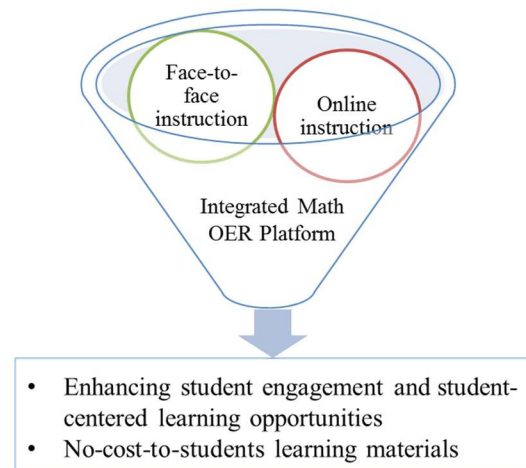 Face-to-
face
instruction
Online
instruction
Integrated Math
OER Platform
• Enhancing student engagement and student-
centered learning opportunities
• No-cost-to-students learning materials